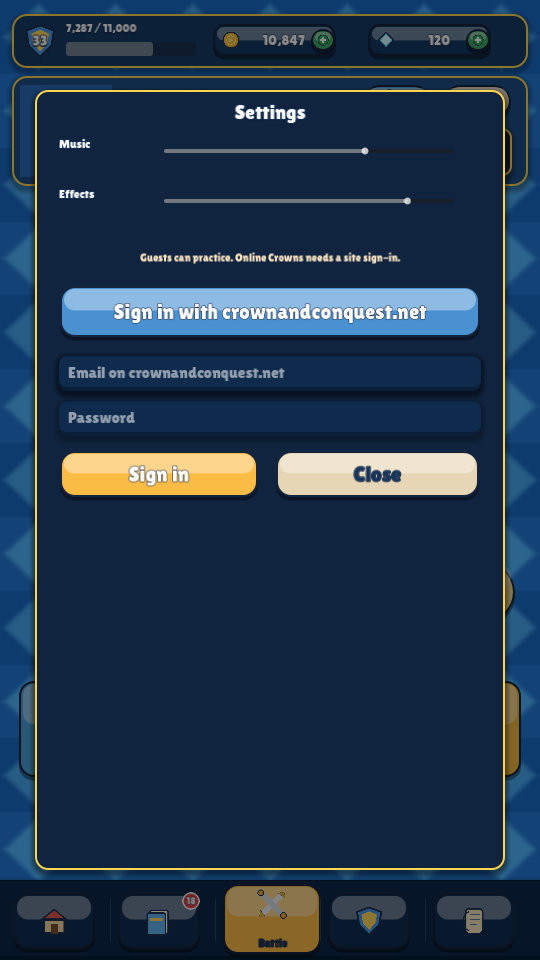 33
7,287 / 11,000
10,847
120
Settings
Music
Effects
Guests can practice. Online Crowns needs a site sign-in.
Sign in with crownandconquest.net
Email on crownandconquest.net
Password
Sign in
Close
18
Battle